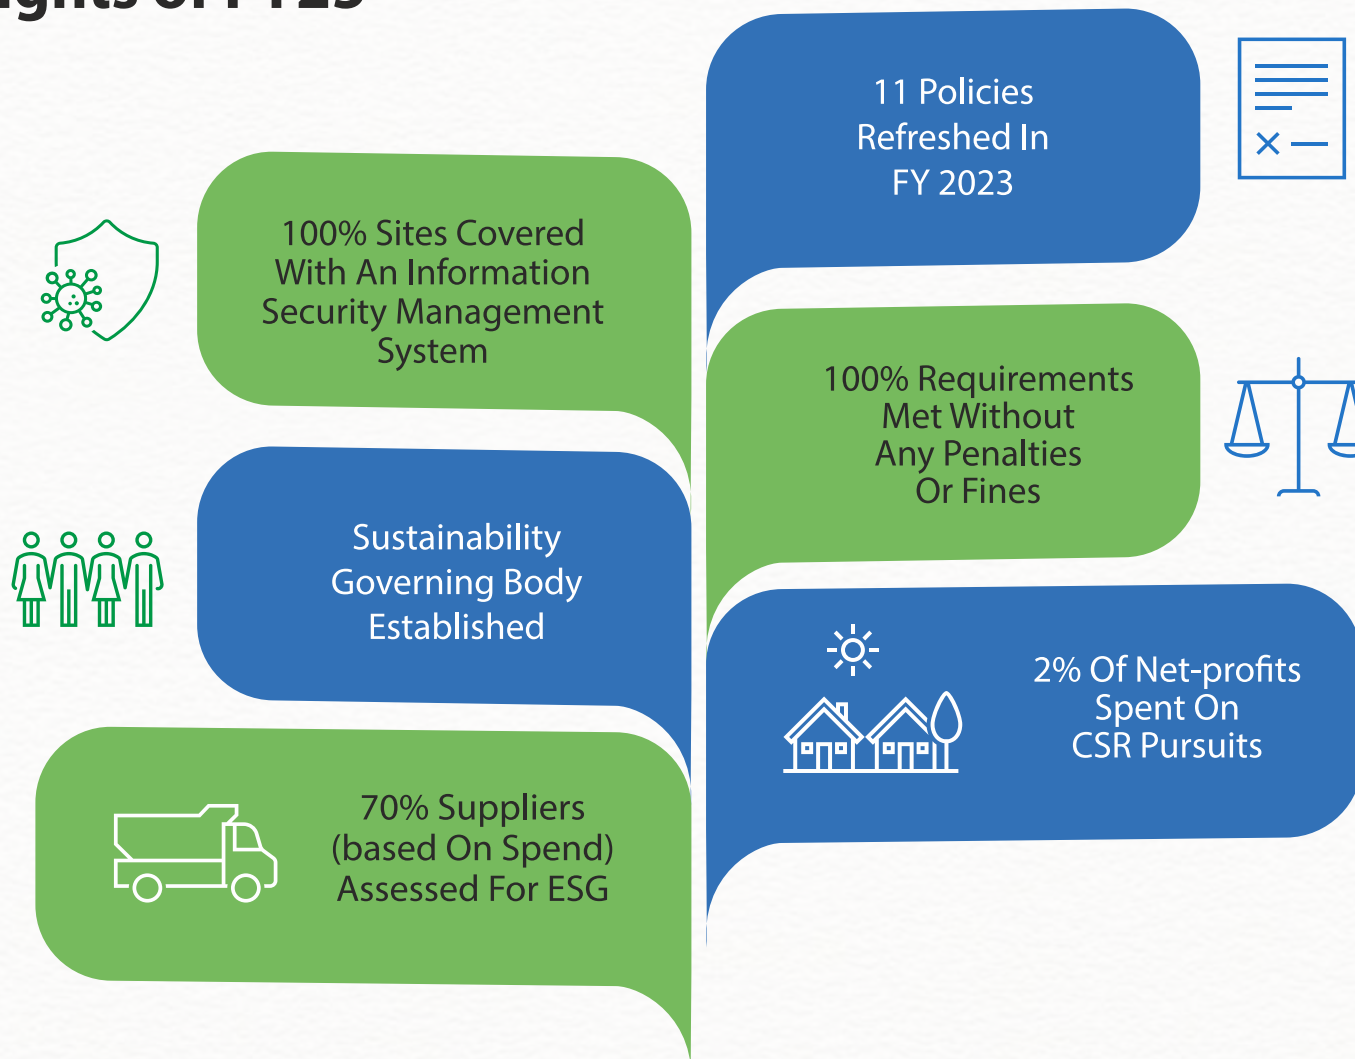 11 Policies
Refreshed In
FY 2023
100% Sites Covered
With An Information
Security Management
System
100% Requirements
Met Without
Any Penalties
Or Fines
Sustainability
Governing Body
Established
2% Of Net-profits
Spent On
CSR Pursuits
70% Suppliers
(based On Spend)
Assessed For ESG